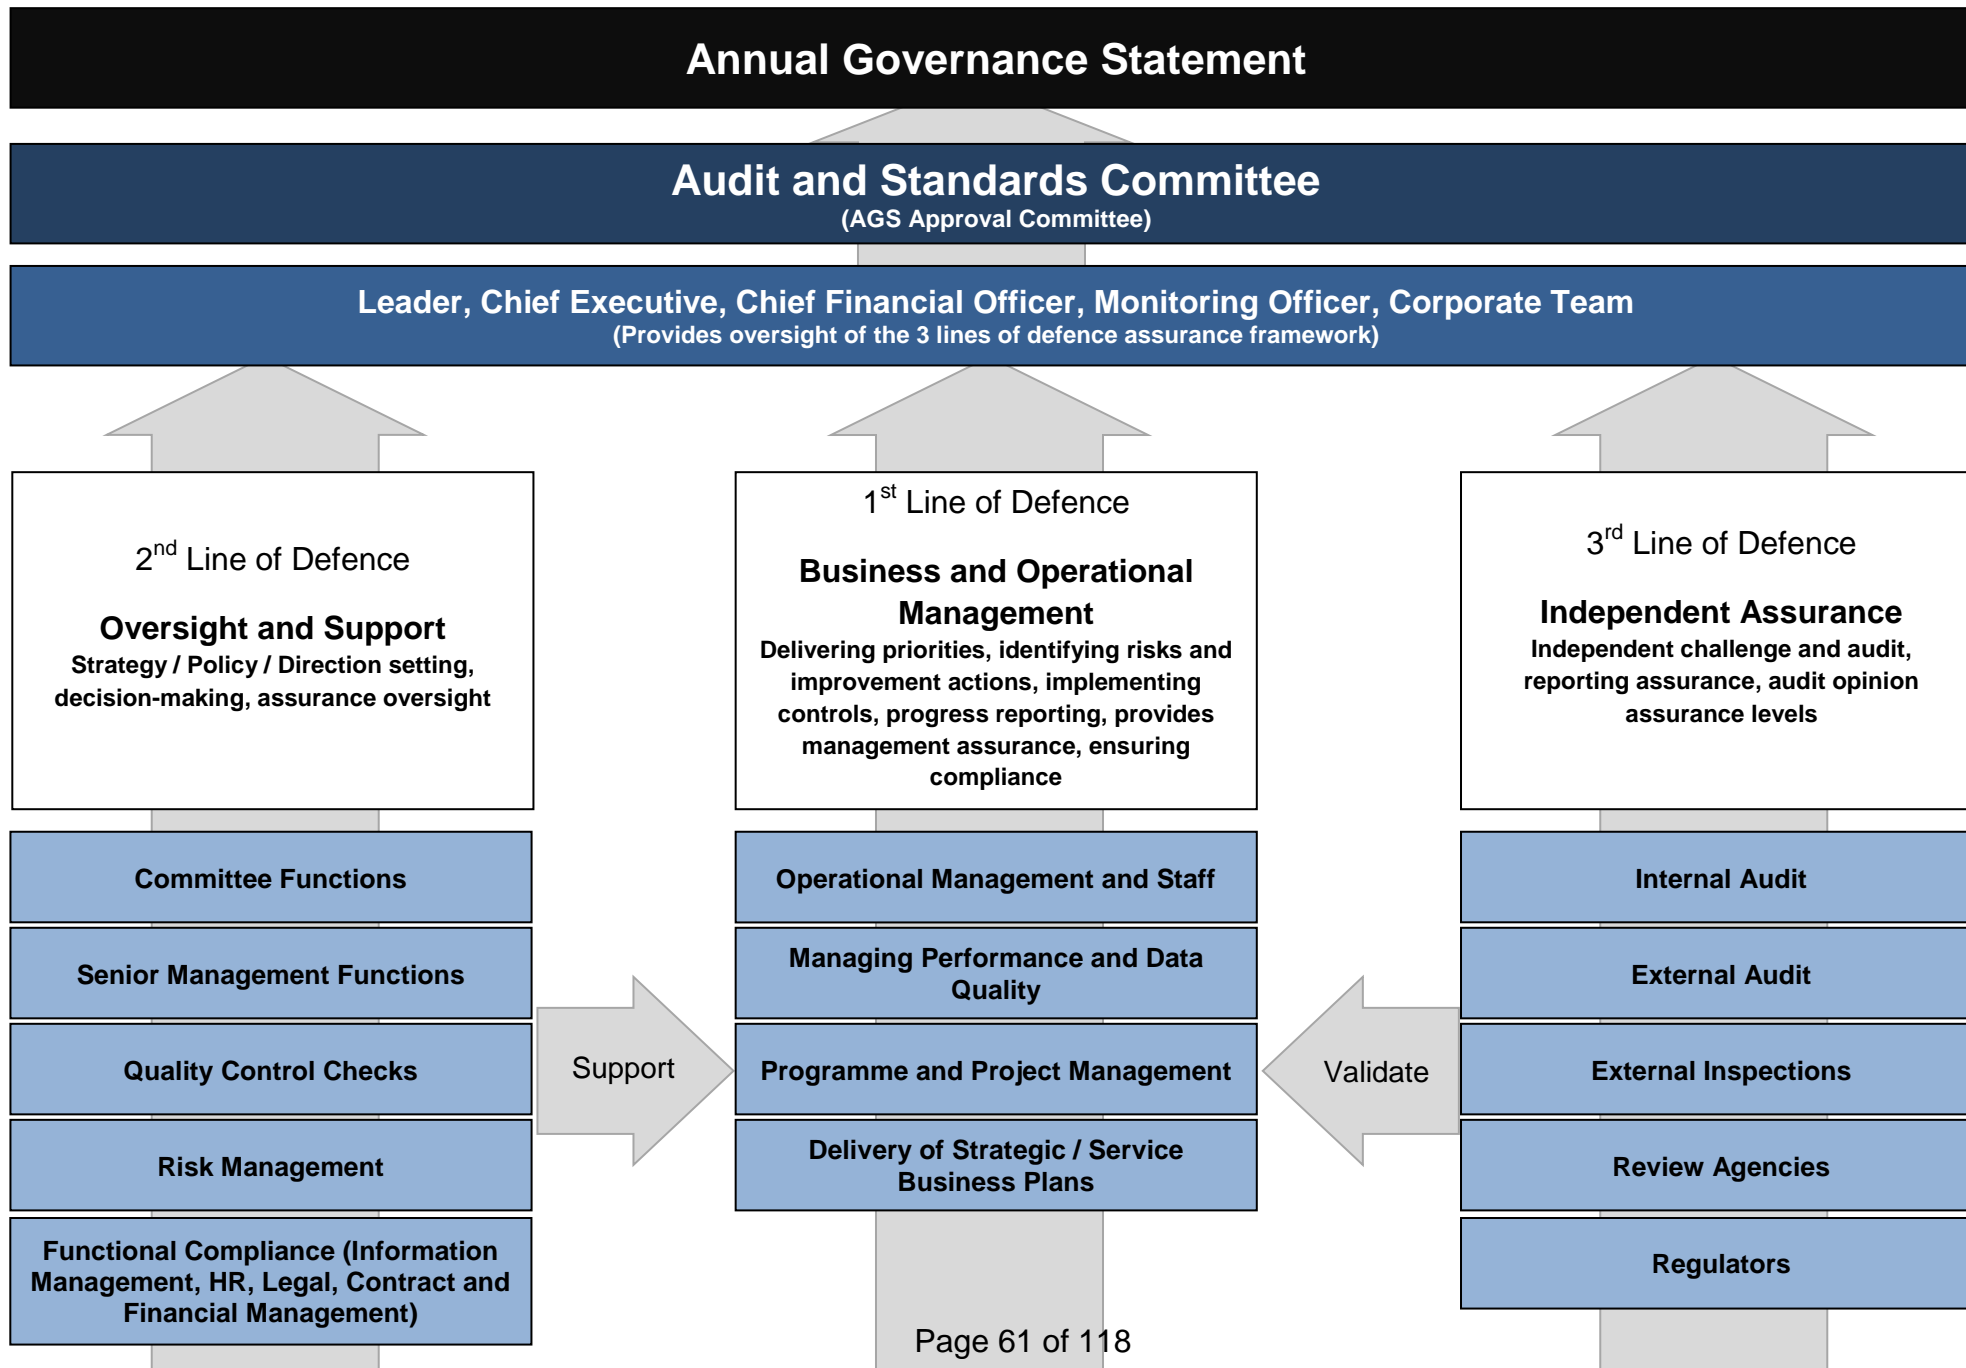 Annual Governance Statement
Audit and Standards Committee
(AGS Approval Committee)
Leader, Chief Executive, Chief Financial Officer, Monitoring Officer, Corporate Team
(Provides oversight of the 3 lines of defence assurance framework)
2nd Line of Defence
Oversight and Support
Strategy / Policy / Direction setting,
decision-making, assurance oversight
1st Line of Defence
Business and Operational
Management
Delivering priorities, identifying risks and
improvement actions, implementing
controls, progress reporting, provides
management assurance, ensuring
compliance
3rd Line of Defence
Independent Assurance
Independent challenge and audit,
reporting assurance, audit opinion
assurance levels
Committee Functions
Senior Management Functions
Quality Control Checks
Risk Management
Functional Compliance (Information
Management, HR, Legal, Contract and
Financial Management)
Support
Operational Management and Staff
Managing Performance and Data
Quality
Programme and Project Management
Delivery of Strategic / Service
Business Plans
Validate
Internal Audit
External Audit
External Inspections
Review Agencies
Regulators
Page 61 of 118